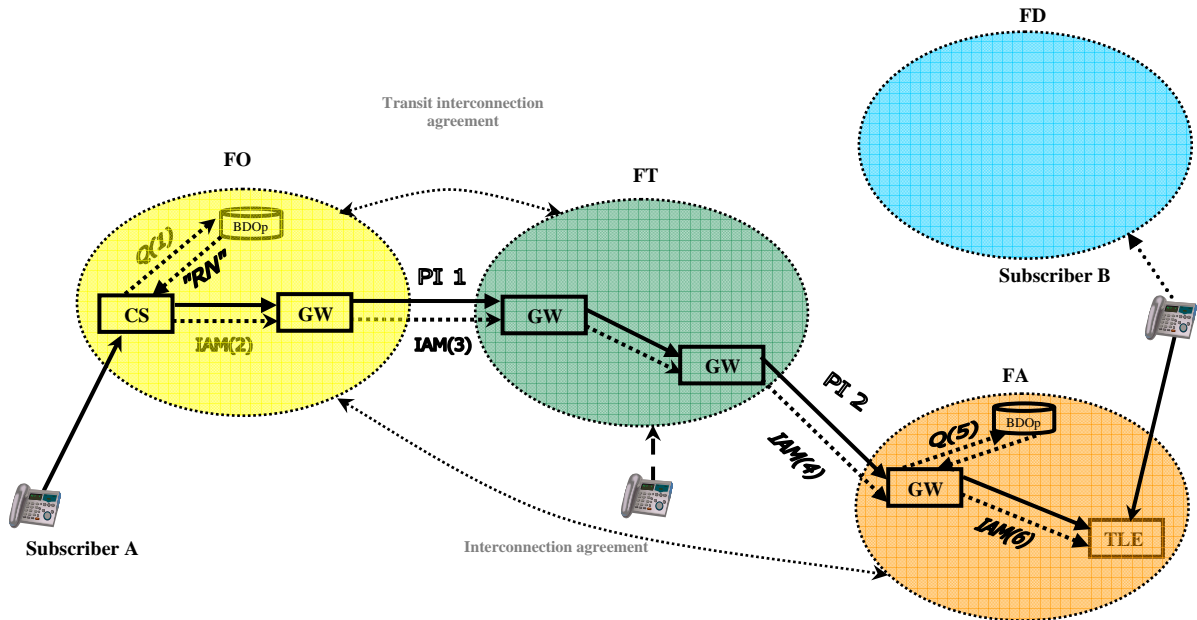 FD
Transit interconnection
agreement
FO
FT
BDOp
Q(1)
"RN"
PI 1
Subscriber B
CS
GW
GW
IAM(2)
IAM(3)
GW
FA
PI 2
BDOp
Q(5)
IAM(4)
GW
IAM(6)
TLE
Subscriber A
Interconnection agreement